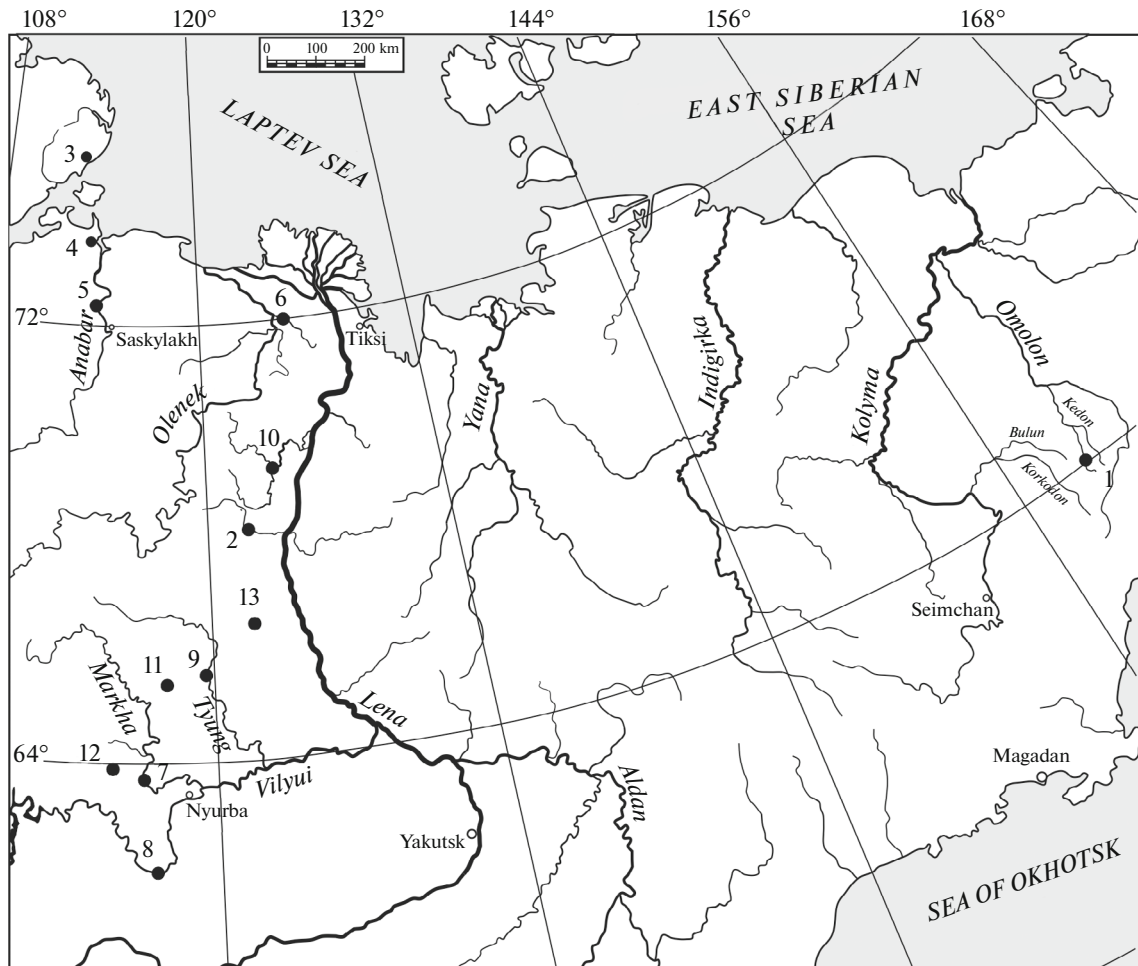 108°
120°
132°
144°
156°
168°
0 100 200 km
LAPTEV SEA
EAST SIBERIAN
SEA
3
4
5
6
72°
Saskylakh
Tiksi
Anabar
Olenek
Yana
Indigirka
Kolyma
Omolon
Kedon
Bulun
Korkodon
1
10
2
13
Seimchan
11
9
Markha
Tyung
Lena
64°
12
7
Vilyui
Nyurba
Aldan
Magadan
8
Yakutsk
SEA OF OKHOTSK